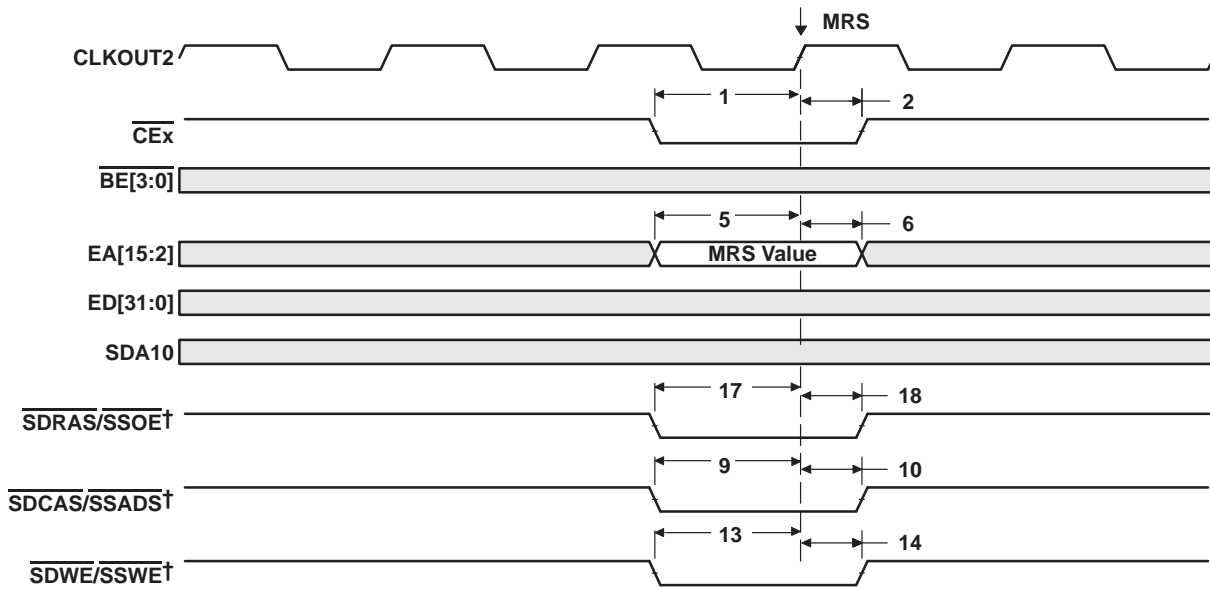 MRS
CLKOUT2
1
2
CEx
BE[3:0]
5
6
EA[15:2]
MRS Value
ED[31:0]
SDA10
17
18
SDRAS/SSOE†
9
10
SDCAS/SSADS†
13
14
SDWE/SSWE†